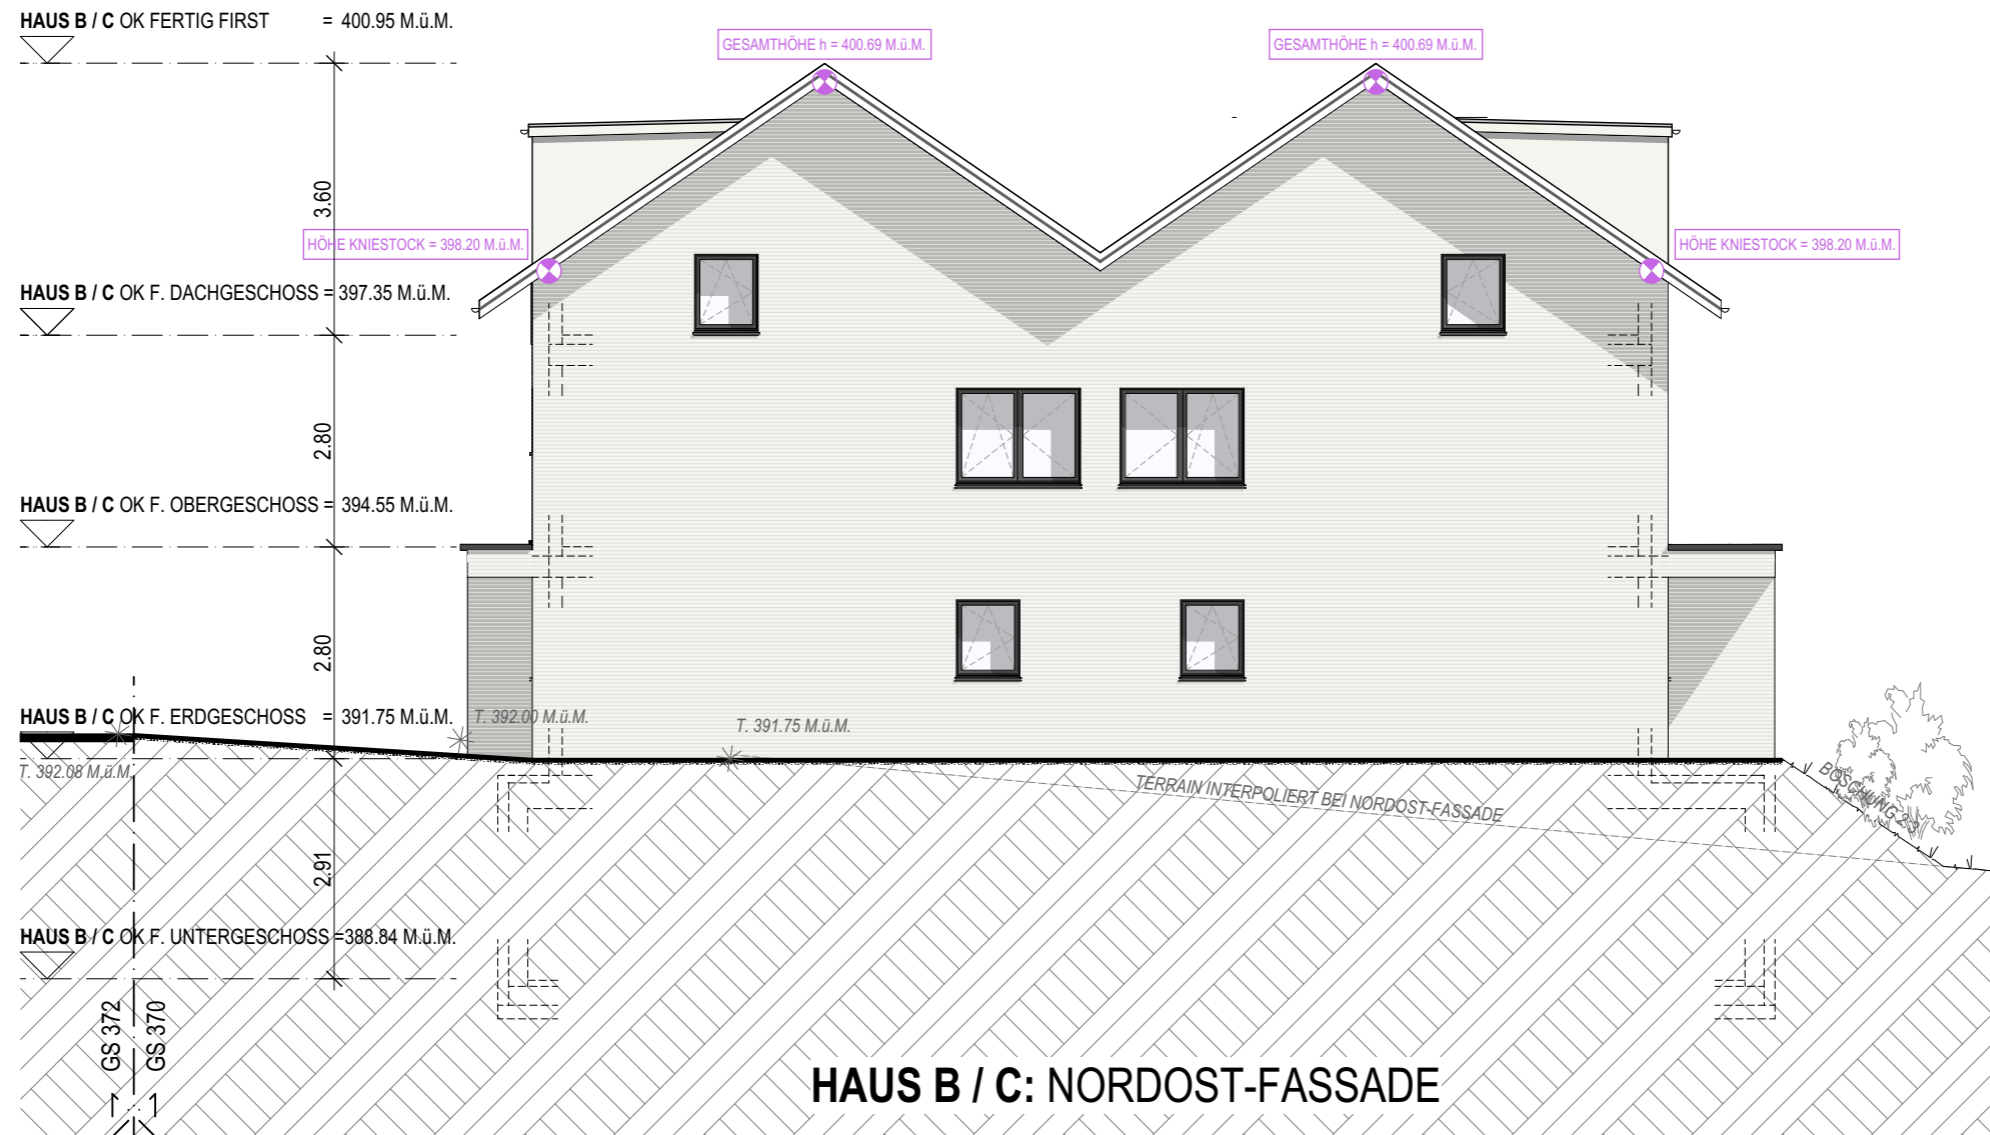 HAUS B / C OK FERTIG FIRST = 400.95 M.ü.M.
GESAMTHÖHE h = 400.69 M.ü.M.
GESAMTHÖHE h = 400.69 M.ü.M.
3.60
HÖHE KNIESTOCK = 398.20 M.ü.M.
HÖHE KNIESTOCK = 398.20 M.ü.M.
HAUS B / C OK F. DACHGESCHOSS = 397.35 M.ü.M.
2.80
HAUS B / C OK F. OBERGESCHOSS = 394.55 M.ü.M.
2.80
HAUS B / C OK F. ERDGESCHOSS = 391.75 M.ü.M.
T. 392.00 M.ü.M.
T. 391.75 M.ü.M.
T. 392.08 M.ü.M.
TERRAIN INTERPOLIERT BEI NORDOST-FASSADE
BÖSCHUNG 2:3
2.91
HAUS B / C OK F. UNTERGESCHOSS =388.84 M.ü.M.
GS 372
GS 370
HAUS B / C: NORDOST-FASSADE